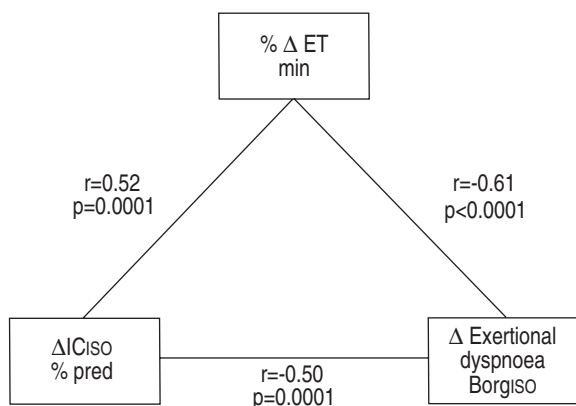 % Δ ET
min
r=0.52
p=0.0001
r=-0.61
p<0.0001
ΔICISO
% pred
r=-0.50
p=0.0001
Δ Exertional
dyspnoea
BorgISO